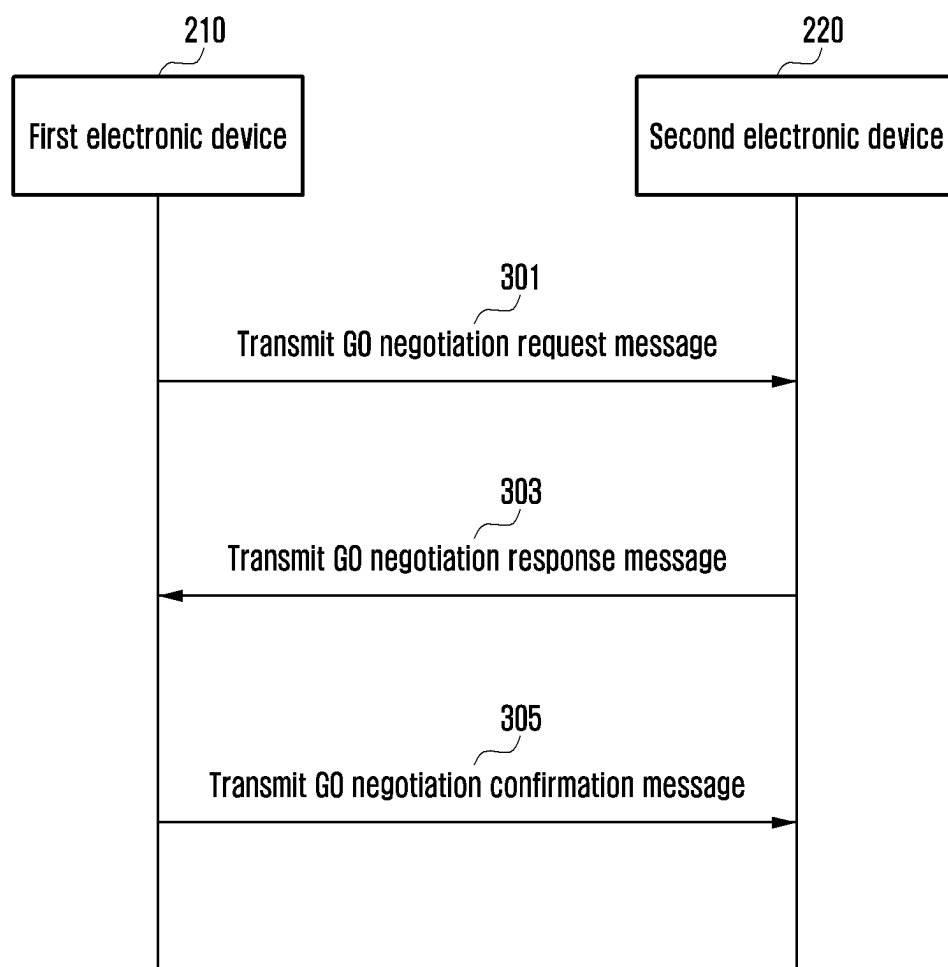 210
220
First electronic device
Second electronic device
301
Transmit GO negotiation request message
303
Transmit GO negotiation response message
305
Transmit GO negotiation confirmation message